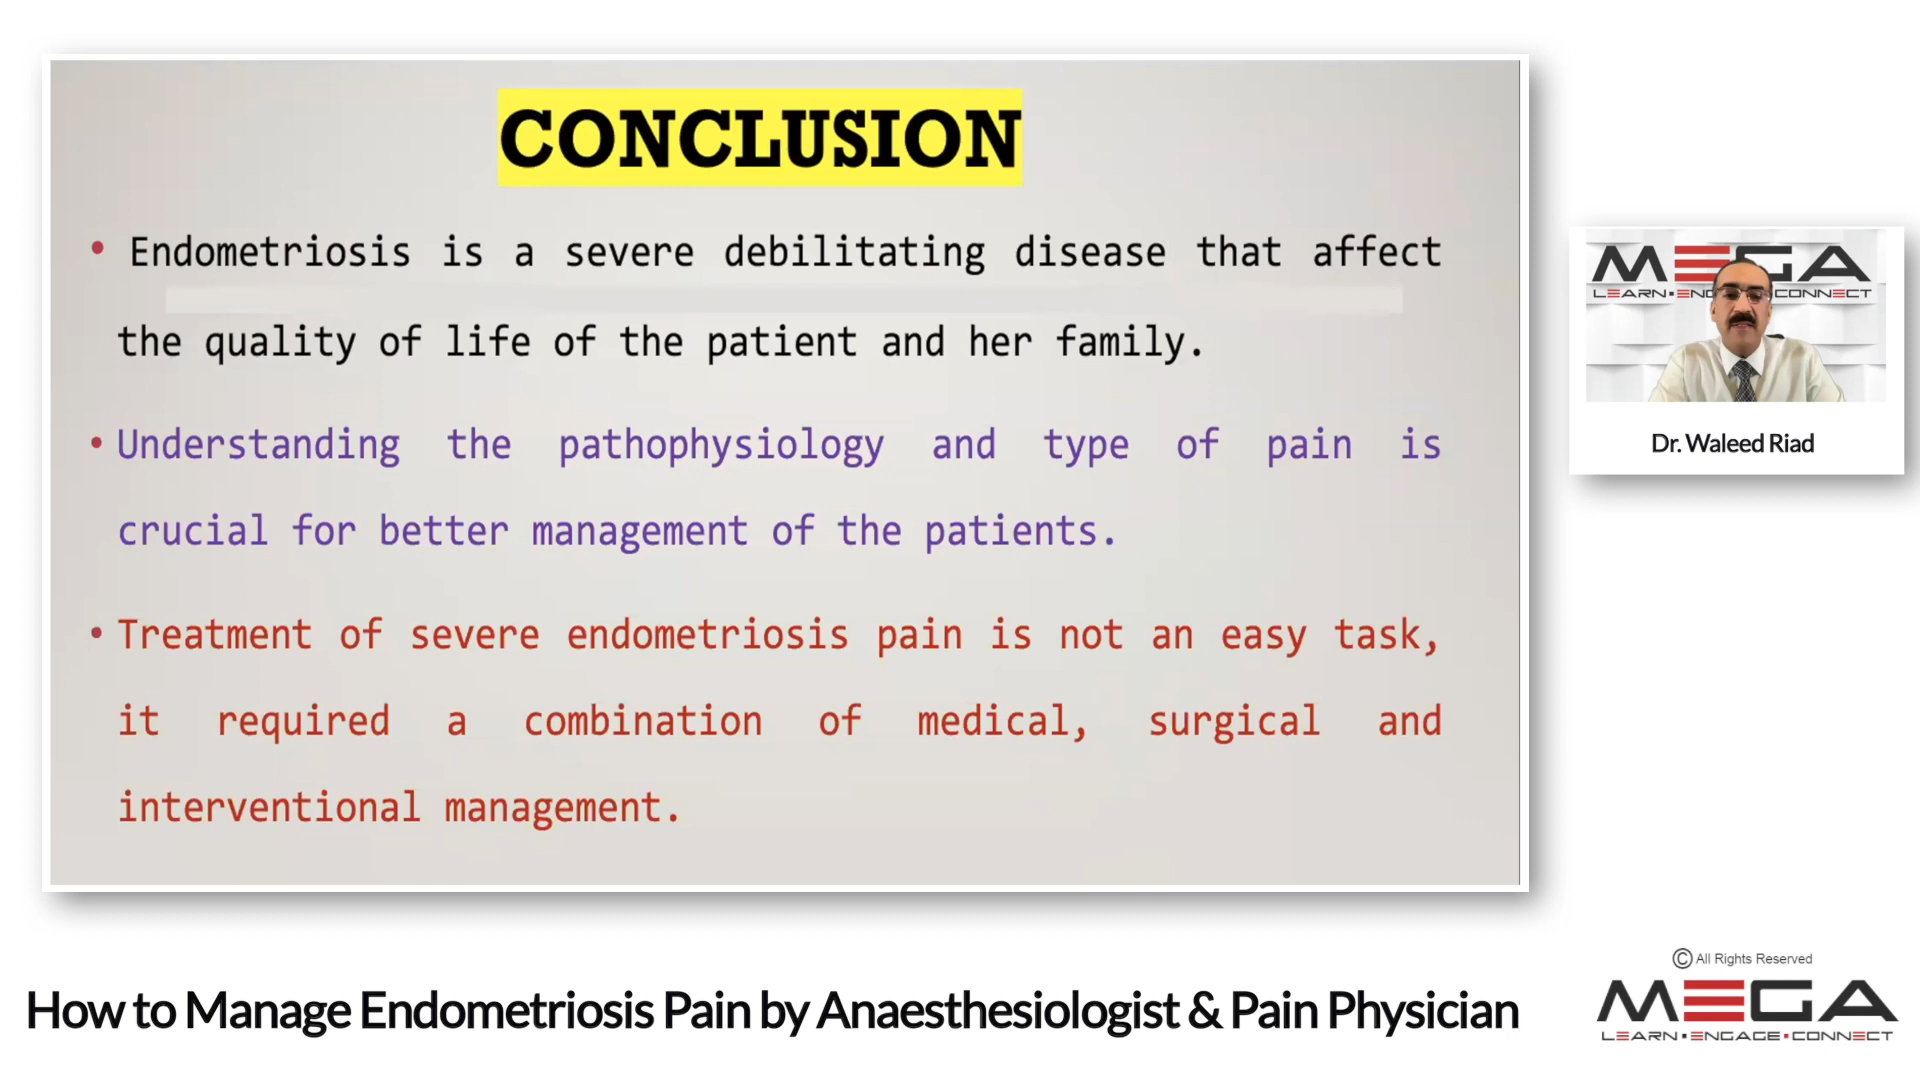 CONCLUSION
• Endometriosis is a severe debilitating disease that affect
the quality of life of the patient and her family.
• Understanding the pathophysiology and type of pain is
crucial for better management of the patients.
• Treatment of severe endometriosis pain is not an easy task,
it required a combination of medical, surgical and
interventional management.
MEGA
LEARN▪ENG CONNECT
Dr. Waleed Riad
How to Manage Endometriosis Pain by Anaesthesiologist & Pain Physician
© All Rights Reserved
MEGA
LEARN▪ENGAGE▪CONNECT